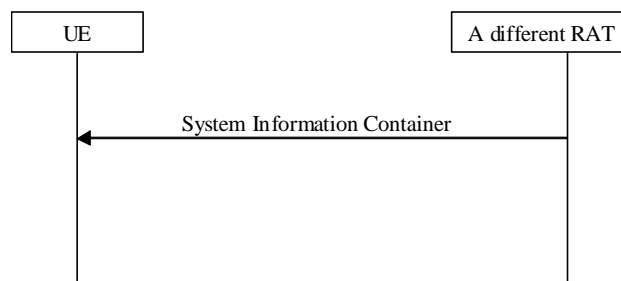 UE
A different RAT
System Information Container